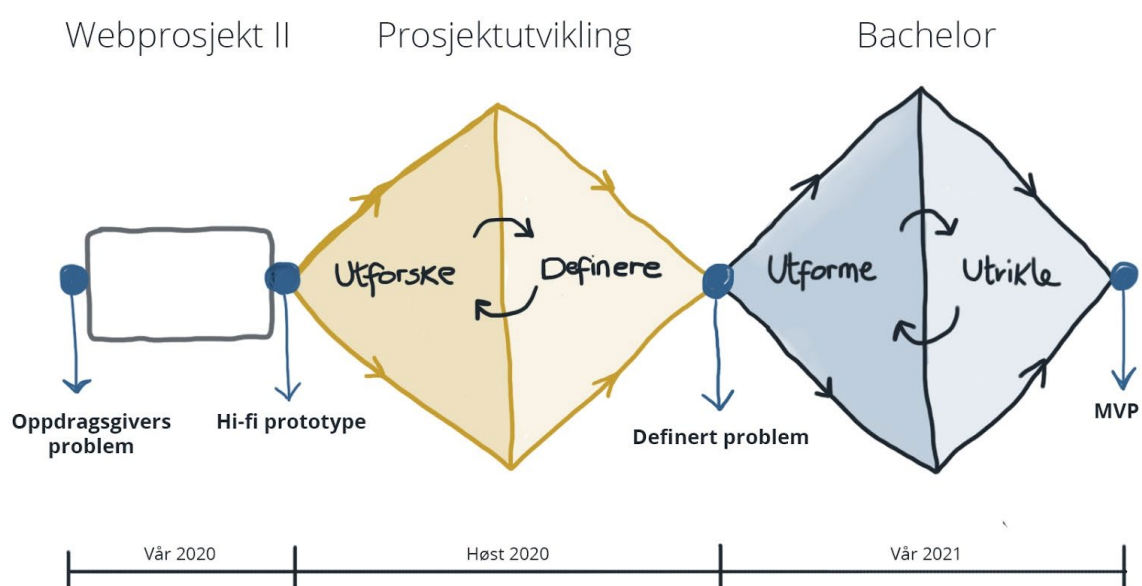 Webprosjekt II
Prosjektutvikling
Bachelor
Utforske
Definere
Utforme
Utvikle
Oppdragsgivers
problem
Hi-fi prototype
Definert problem
MVP
Vår 2020
Høst 2020
Vår 2021